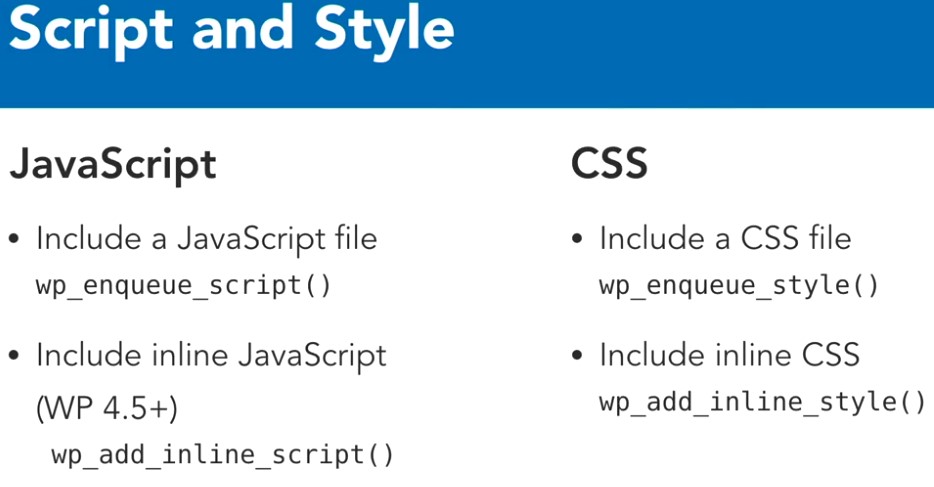 Script and Style
JavaScript
• Include a JavaScript file
wp_enqueue_script()
• Include inline JavaScript
(WP 4.5+)
wp_add_inline_script()
CSS
• Include a CSS file
wp_enqueue_style()
• Include inline CSS
wp_add_inline_style()